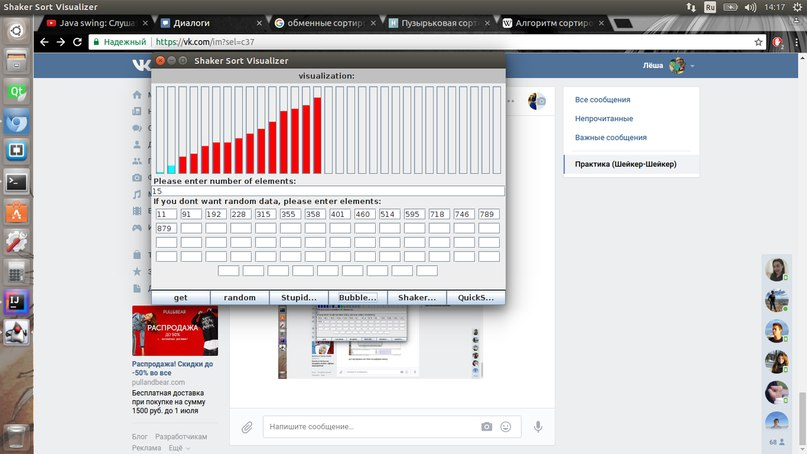 Shaker Sort Visualizer
Ru
14:17
Java swing: Слуша
Диалоги
обменные сортир
Пузырьковая сорт
Алгоритм сортиро
Надежный
https://vk.com/im?sel=c37
Лёша
Shaker Sort Visualizer
visualization:
Please enter number of elements:
15
If you dont want random data, please enter elements:
11 91 192 228 315 355 358 401 460 514 595 718 746 789
879
get random Stupid... Bubble... Shaker... QuickS...
Все сообщения
Непрочитанные
Важные сообщения
Практика (Шейкер-Шейкер)
PULL&BEAR
РАСПРОДАЖА
Распродажа! Скидки до
-50% во все
pullandbear.com
Бесплатная доставка
при покупке на сумму
1500 руб. до 1 июля
Блог Разработчикам
Реклама Ещё
Напишите сообщение...
68